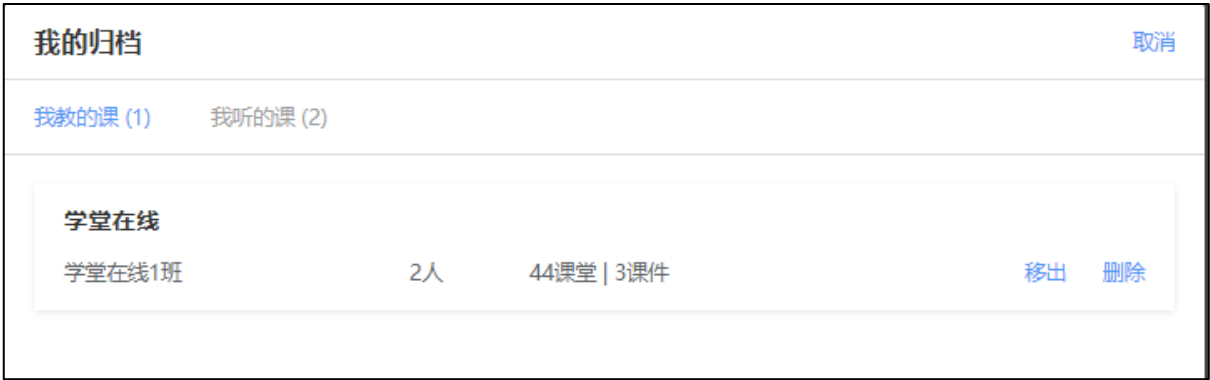 我的归档 取消
我教的课 (1) 我听的课 (2)
学堂在线
学堂在线1班 2人 44课堂 | 3课件 移出 删除